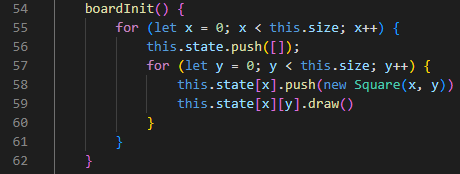 54 boardInit() {
55 for (let x = 0; x < this.size; x++) {
56 this.state.push([]);
57 for (let y = 0; y < this.size; y++) {
58 this.state[x].push(new Square(x, y))
59 this.state[x][y].draw()
60 }
61 }
62 }